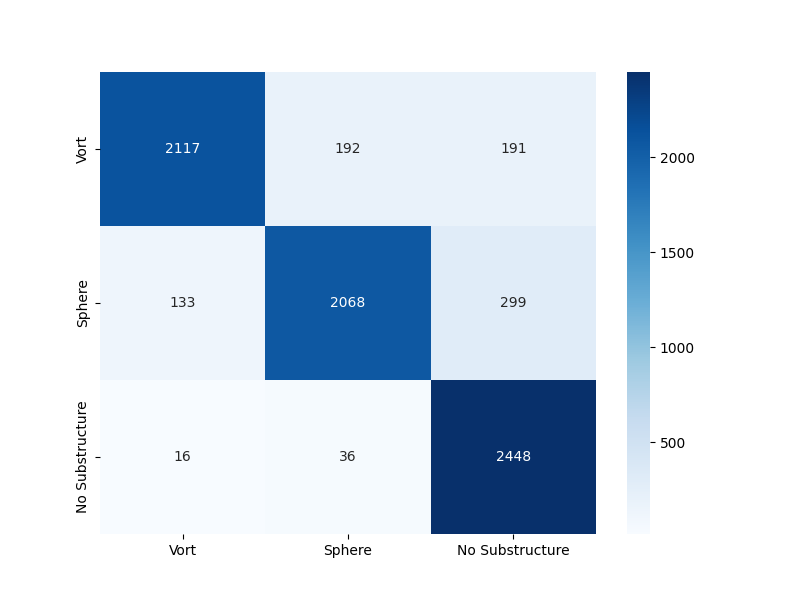 Vort
2117 192 191
Sphere
133 2068 299
No Substructure
16 36 2448
Vort Sphere No Substructure
2000
1500
1000
500